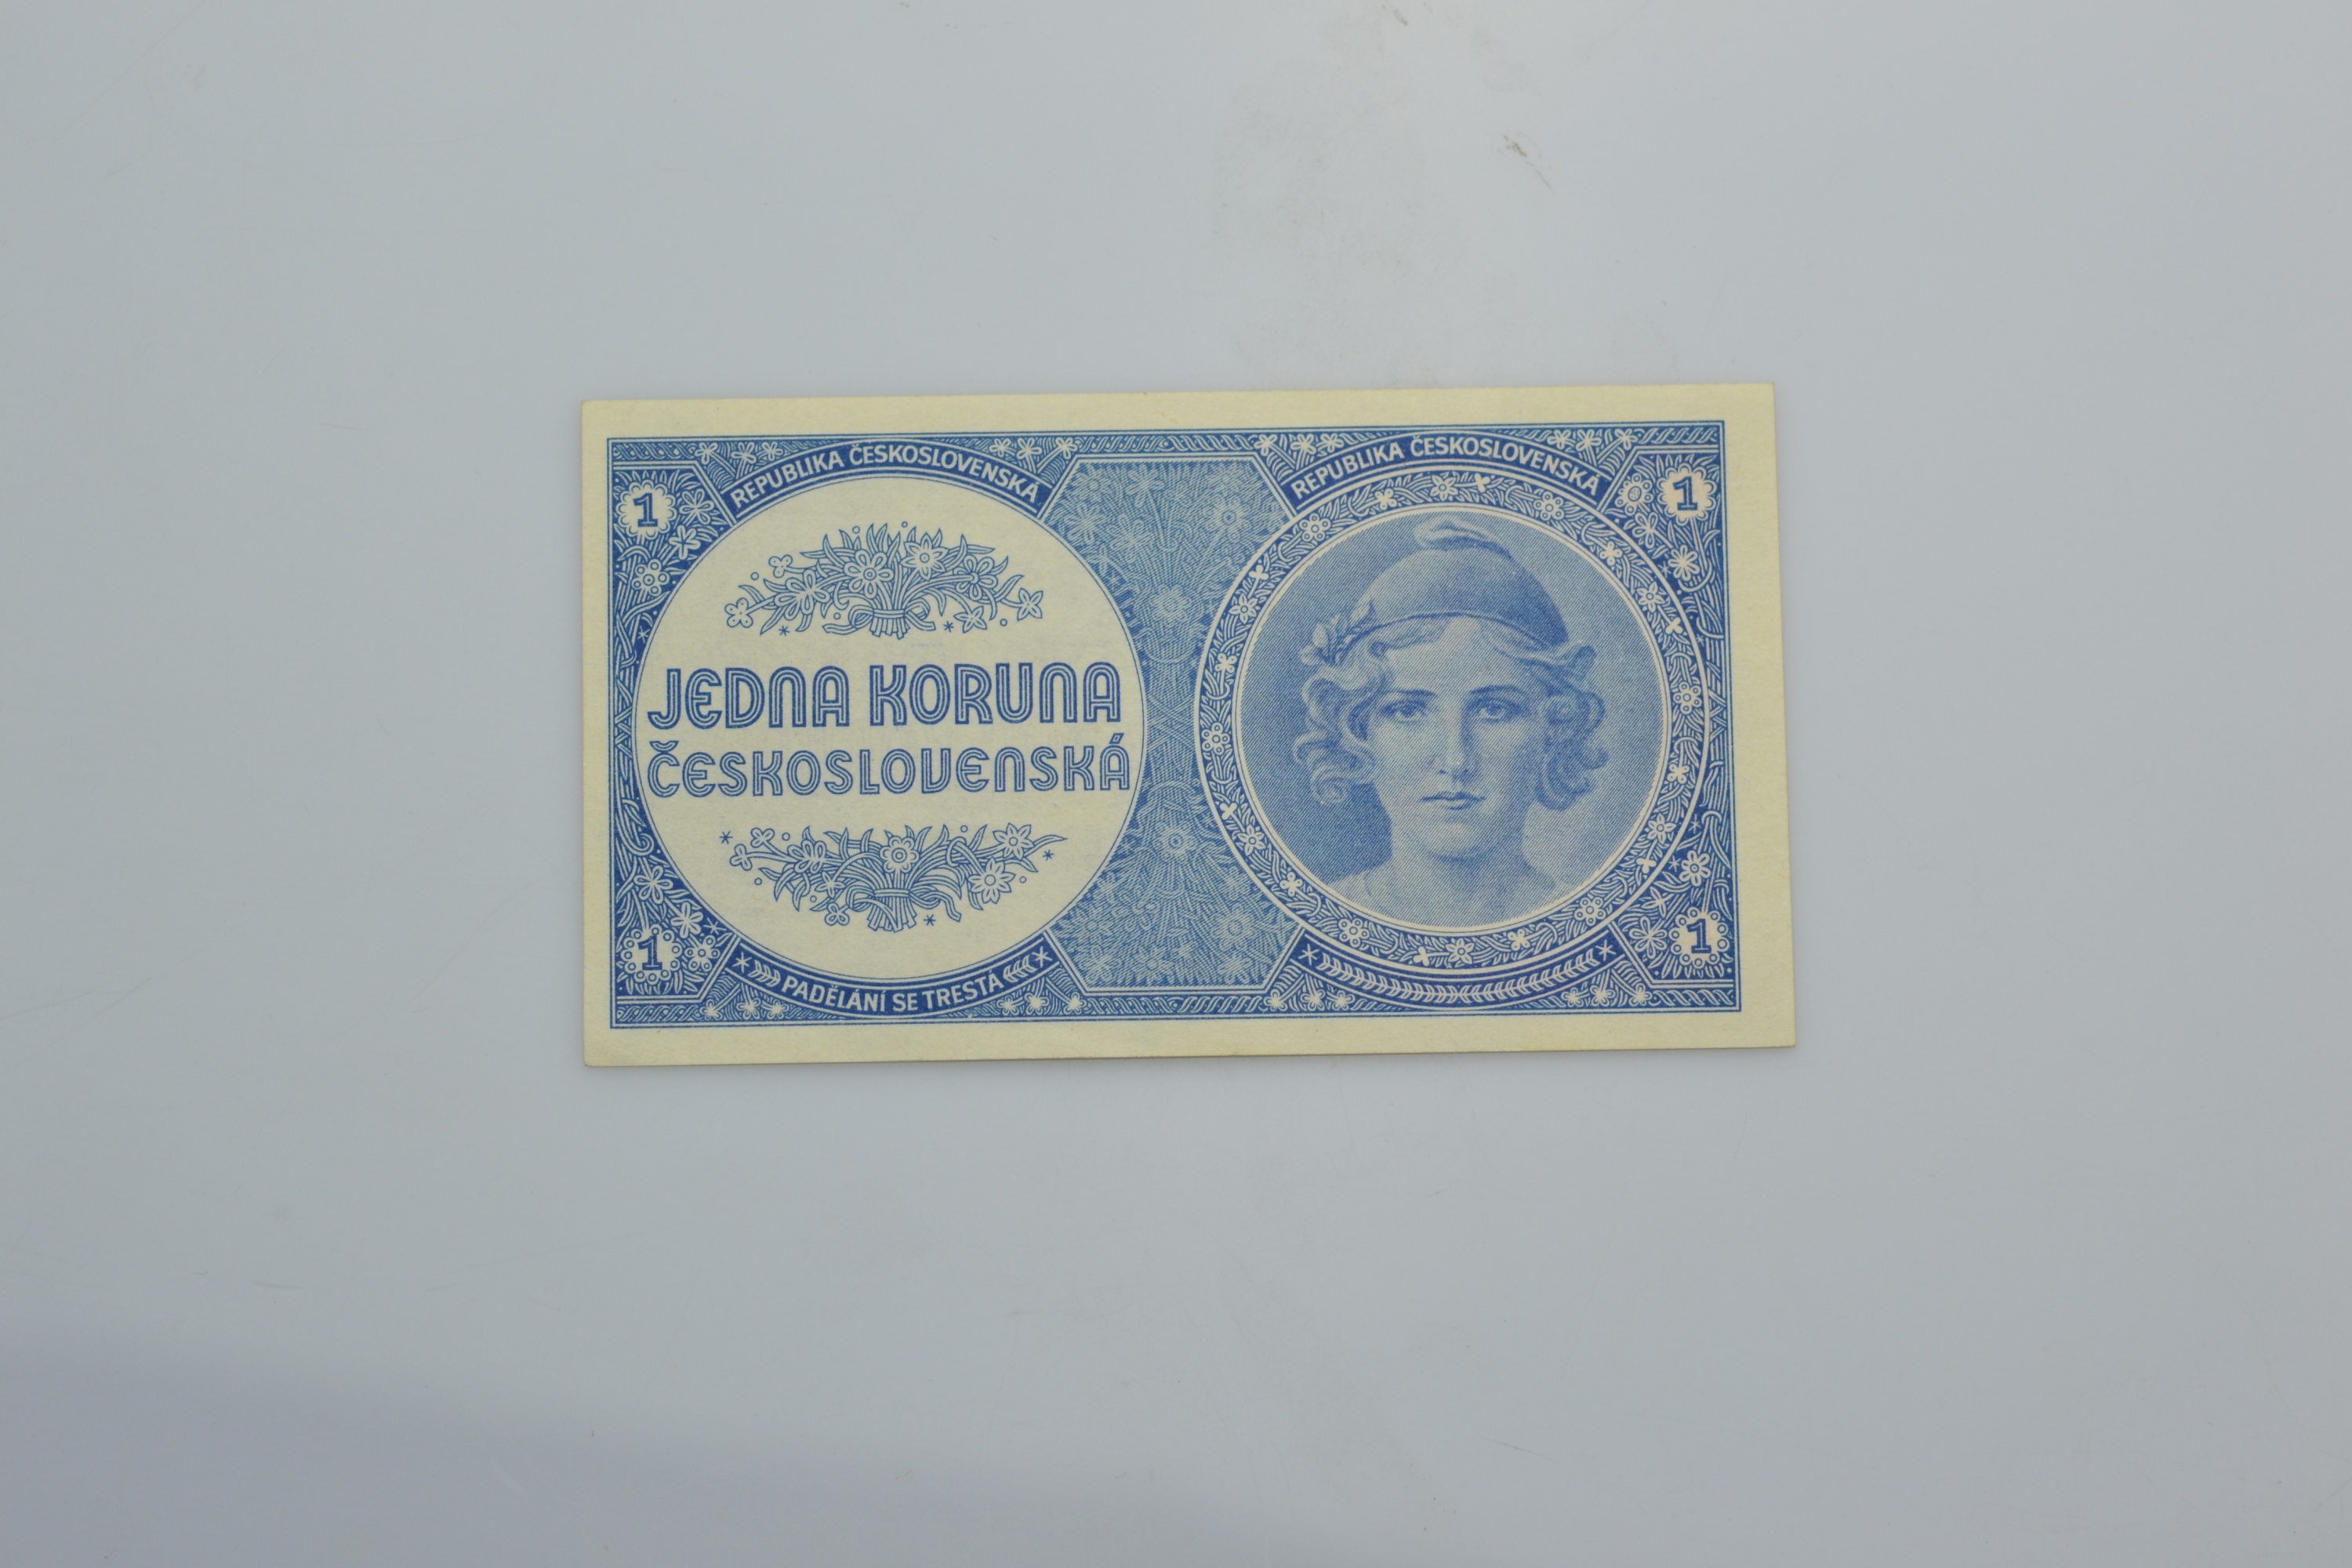 REPUBLIKA ČESKOSLOVENSKÁ
REPUBLIKA ČESKOSLOVENSKÁ
1
1
JEDNA KORUNA
ČESKOSLOVENSKÁ
1
1
PADĚLÁNÍ SE TRESTÁ